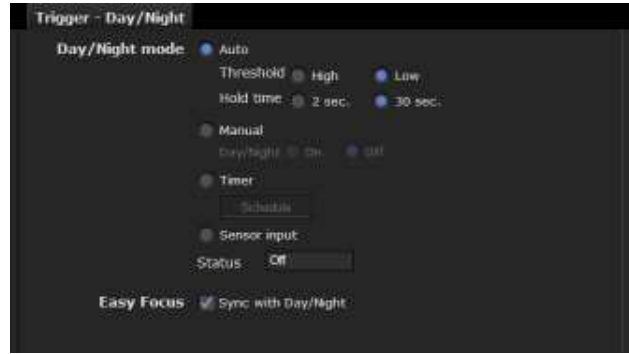 Trigger - Day/Night
Day/Night mode Auto
Threshold High Low
Hold time 2 sec. 30 sec.
Manual
Day/Night On Off
Timer
Schedule
Sensor input
Status Off
Easy Focus Sync with Day/Night